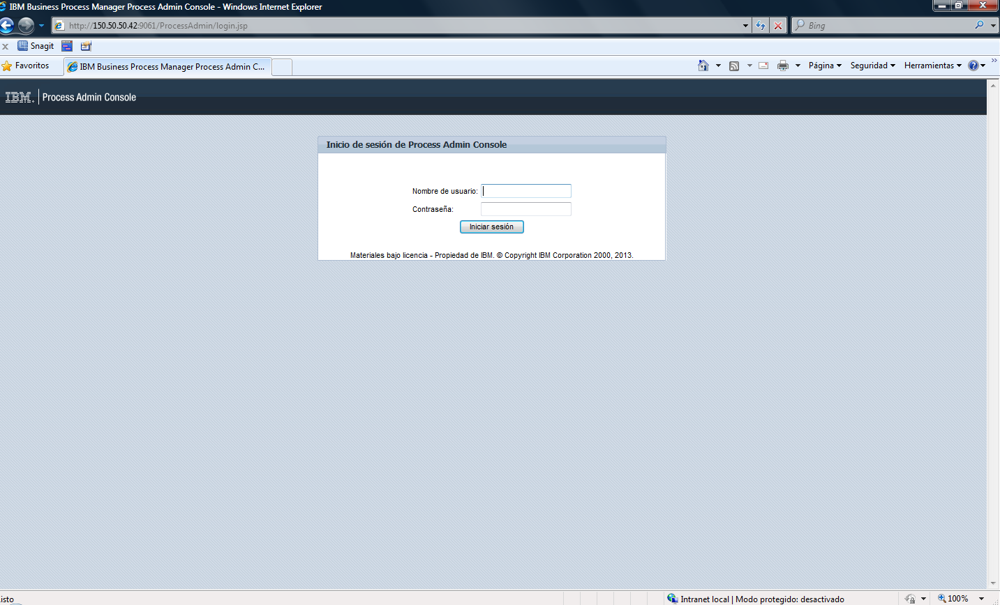 IBM Business Process Manager Process Admin Console - Windows Internet Explorer
http://150.50.50.42:9061/ProcessAdmin/login.jsp
Bing
x Snagit
Favoritos
IBM Business Process Manager Process Admin C...
Página
Seguridad
Herramientas
IBM. Process Admin Console
Inicio de sesión de Process Admin Console
Nombre de usuario:
Contraseña:
Iniciar sesión
Materiales bajo licencia - Propiedad de IBM. © Copyright IBM Corporation 2000, 2013.
isto
Intranet local | Modo protegido: desactivado
100%